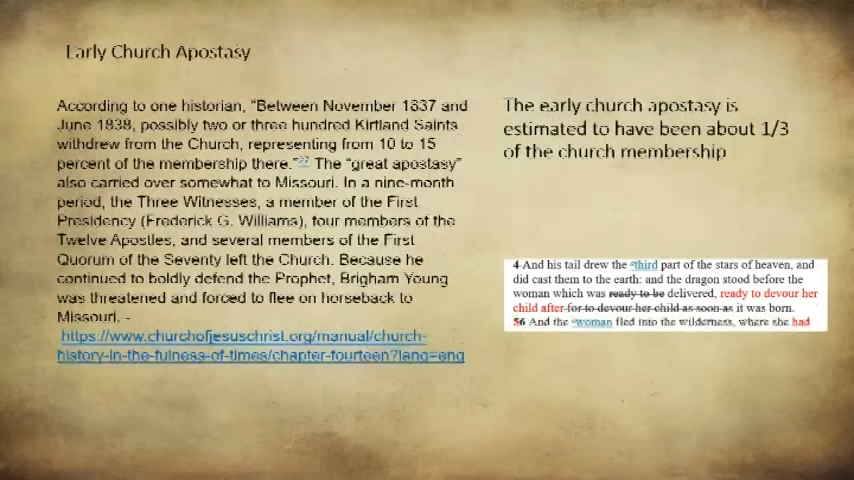 Early Church Apostasy
According to one historian, "Between November 1837 and
June 1838, possibly two or three hundred Kirtland Saints
withdrew from the Church, representing from 10 to 15
percent of the membership there."27 The "great apostasy"
also carried over somewhat to Missouri. In a nine-month
period, the Three Witnesses, a member of the First
Presidency (Frederick G. Williams), four members of the
Twelve Apostles, and several members of the First
Quorum of the Seventy left the Church. Because he
continued to boldly defend the Prophet, Brigham Young
was threatened and forced to flee on horseback to
Missouri. -
https://www.churchofjesuschrist.org/manual/church-
history-in-the-fulness-of-times/chapter-fourteen?lang=eng
The early church apostasy is
estimated to have been about 1/3
of the church membership
4 And his tail drew the third part of the stars of heaven, and
did cast them to the earth: and the dragon stood before the
woman which was ready to be delivered, ready to devour her
child after for to devour her child as soon as it was born.
56 And the woman fled into the wilderness, where she had